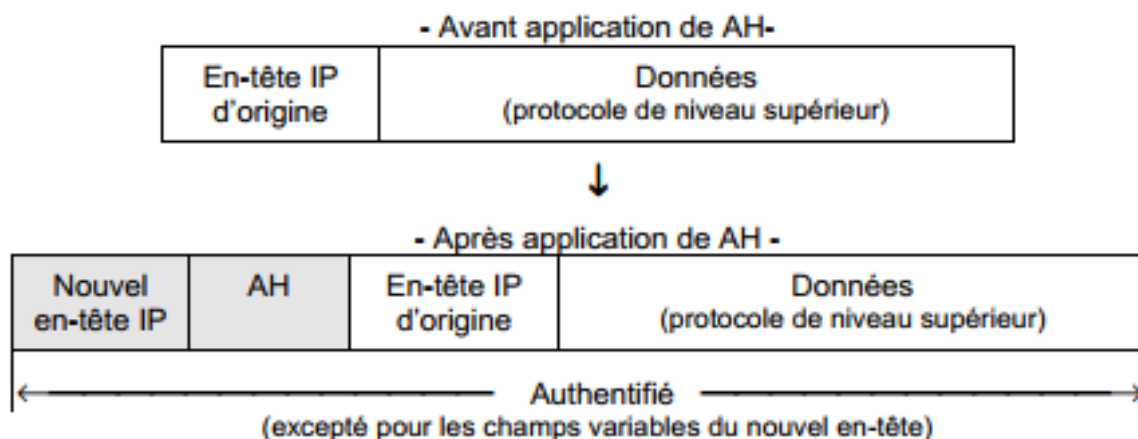 - Avant application de AH-
En-tête IP
d'origine
Données
(protocole de niveau supérieur)
- Après application de AH -
Nouvel
en-tête IP
AH
En-tête IP
d'origine
Données
(protocole de niveau supérieur)
Authentifié
(excepté pour les champs variables du nouvel en-tête)